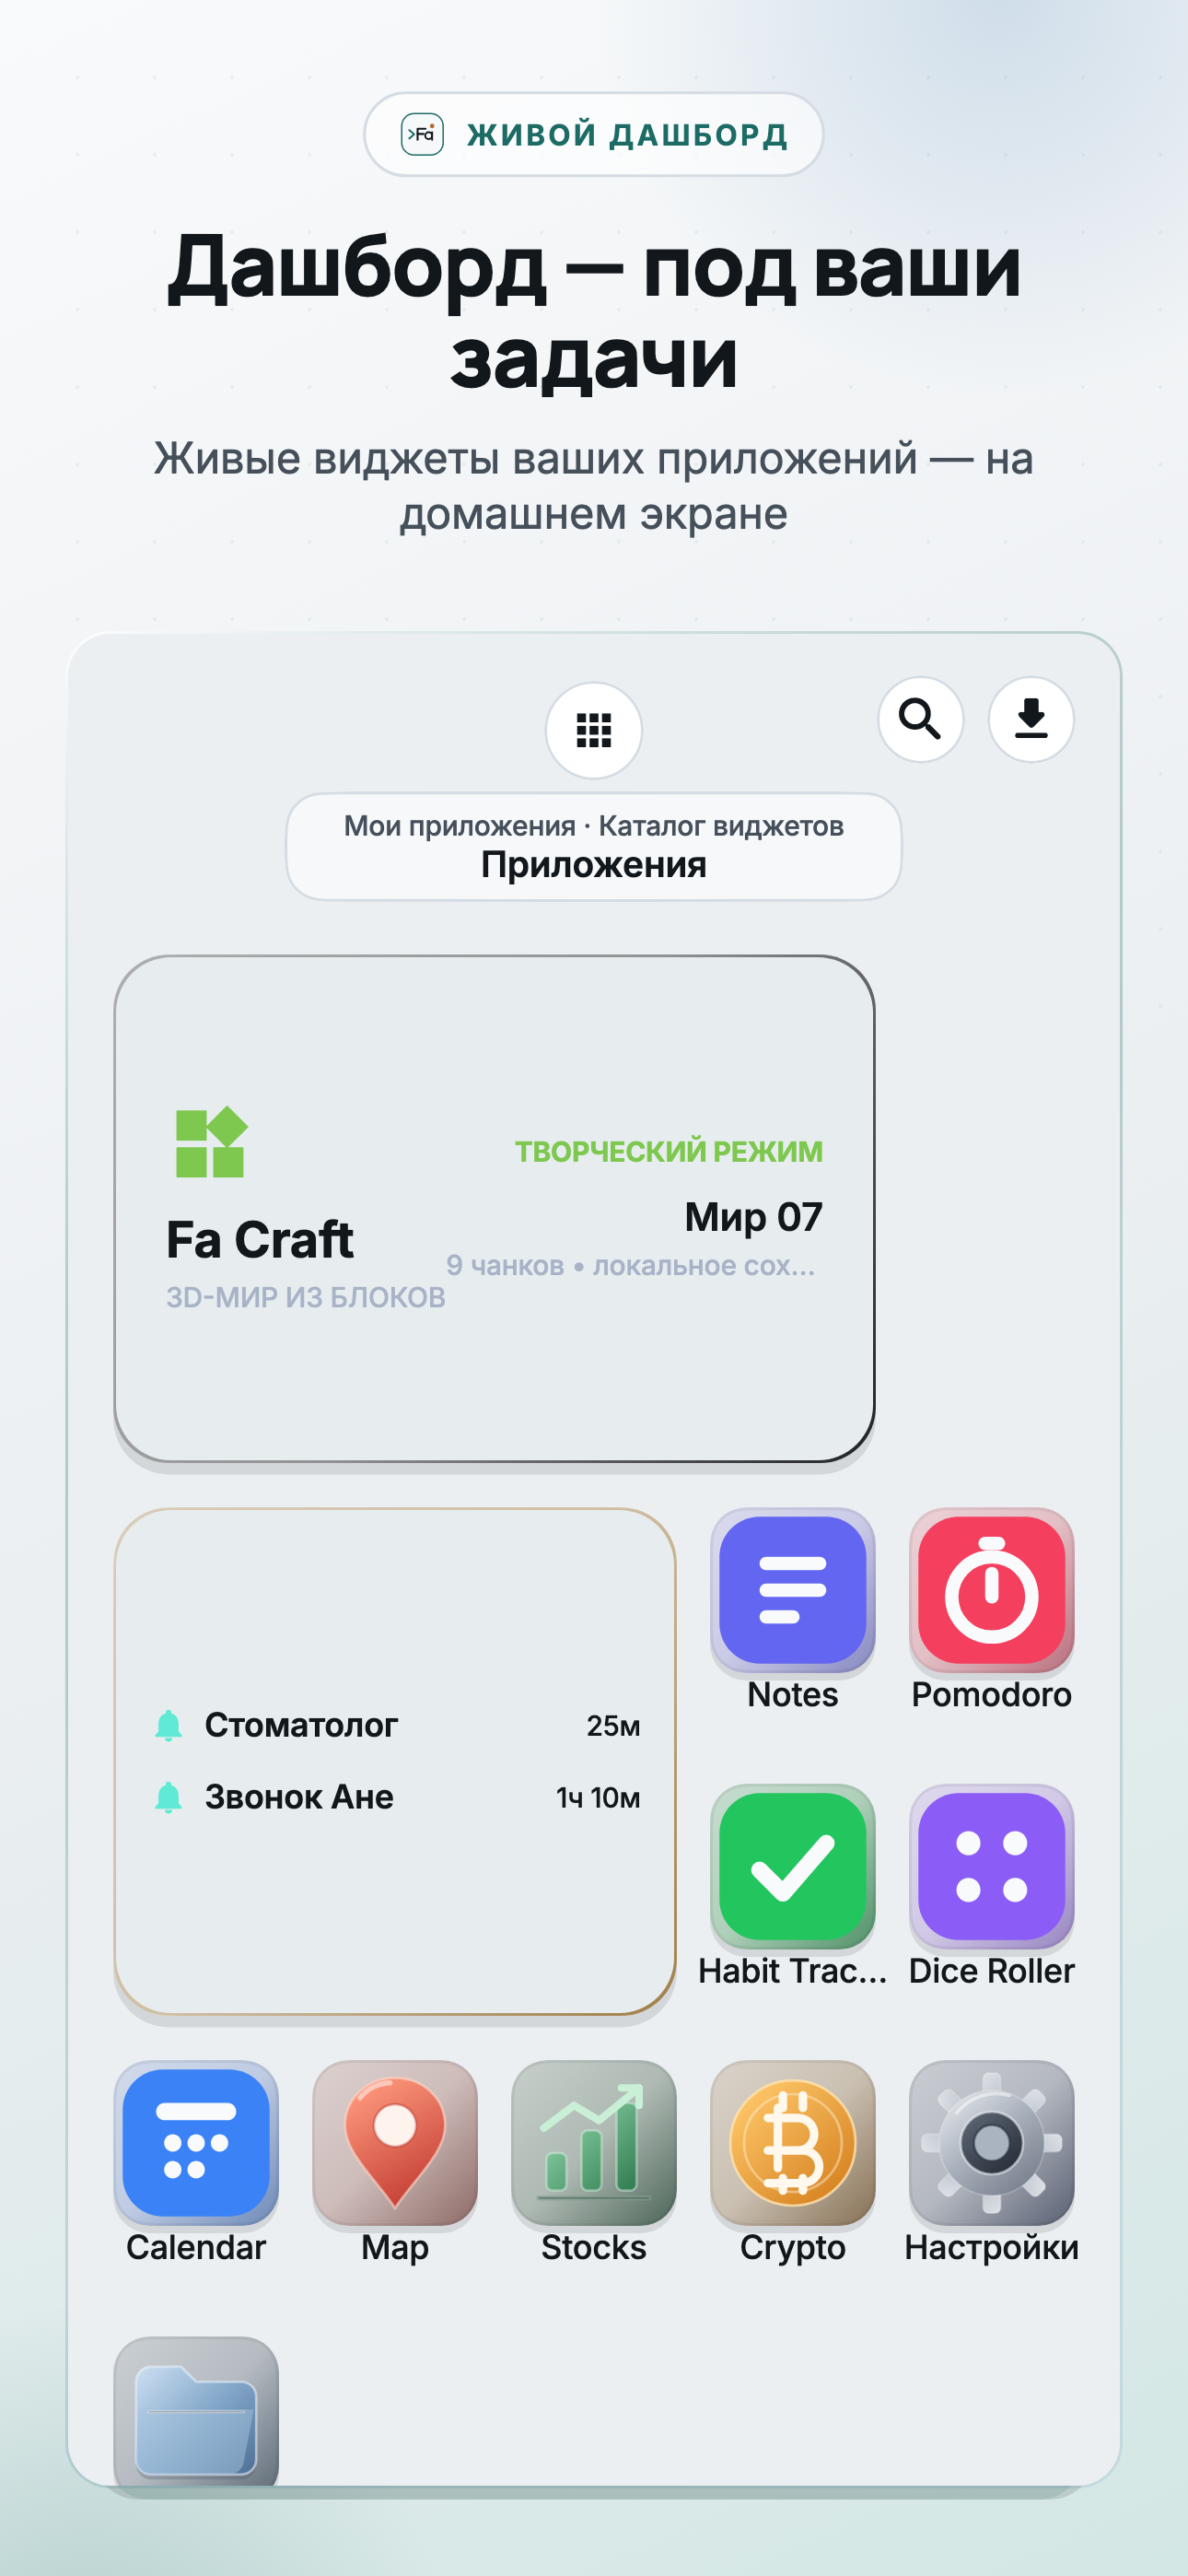 >Fa ЖИВОЙ ДАШБОРД
Дашборд — под ваши
задачи
Живые виджеты ваших приложений — на
домашнем экране
Мои приложения · Каталог виджетов
Приложения
Fa Craft
3D-МИР ИЗ БЛОКОВ
ТВОРЧЕСКИЙ РЕЖИМ
Мир 07
9 чанков • локальное сох...
Стоматолог 25м
Звонок Ане 1ч 10м
Notes Pomodoro
Habit Trac... Dice Roller
Calendar Map Stocks Crypto Настройки